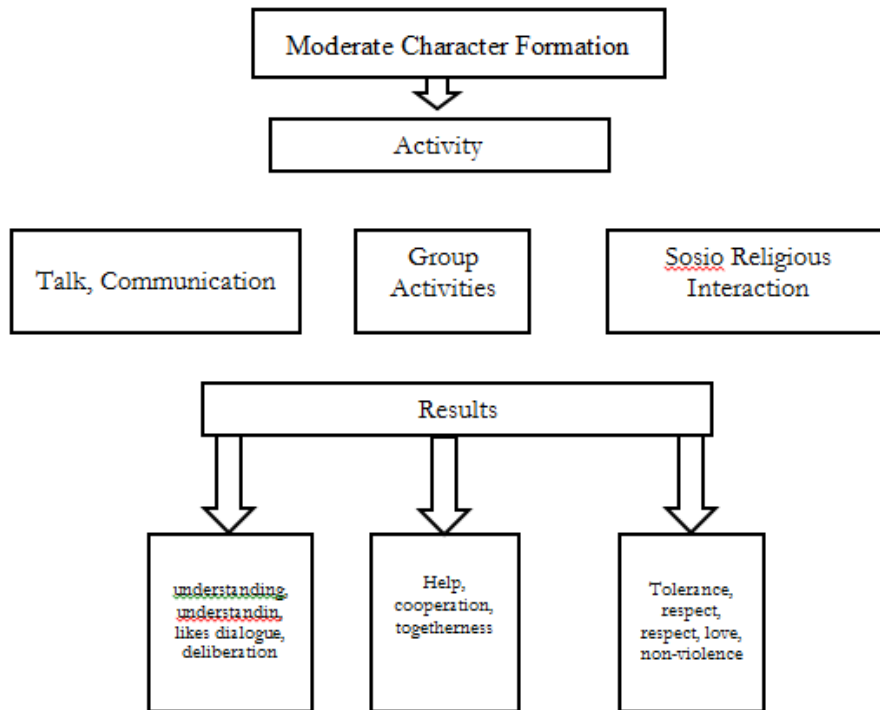 Moderate Character Formation
Activity
Talk, Communication
Group
Activities
Sosio Religious
Interaction
Results
understanding,
understandin,
likes dialogue,
deliberation
Help,
cooperation,
togetherness
Tolerance,
respect,
respect, love,
non-violence